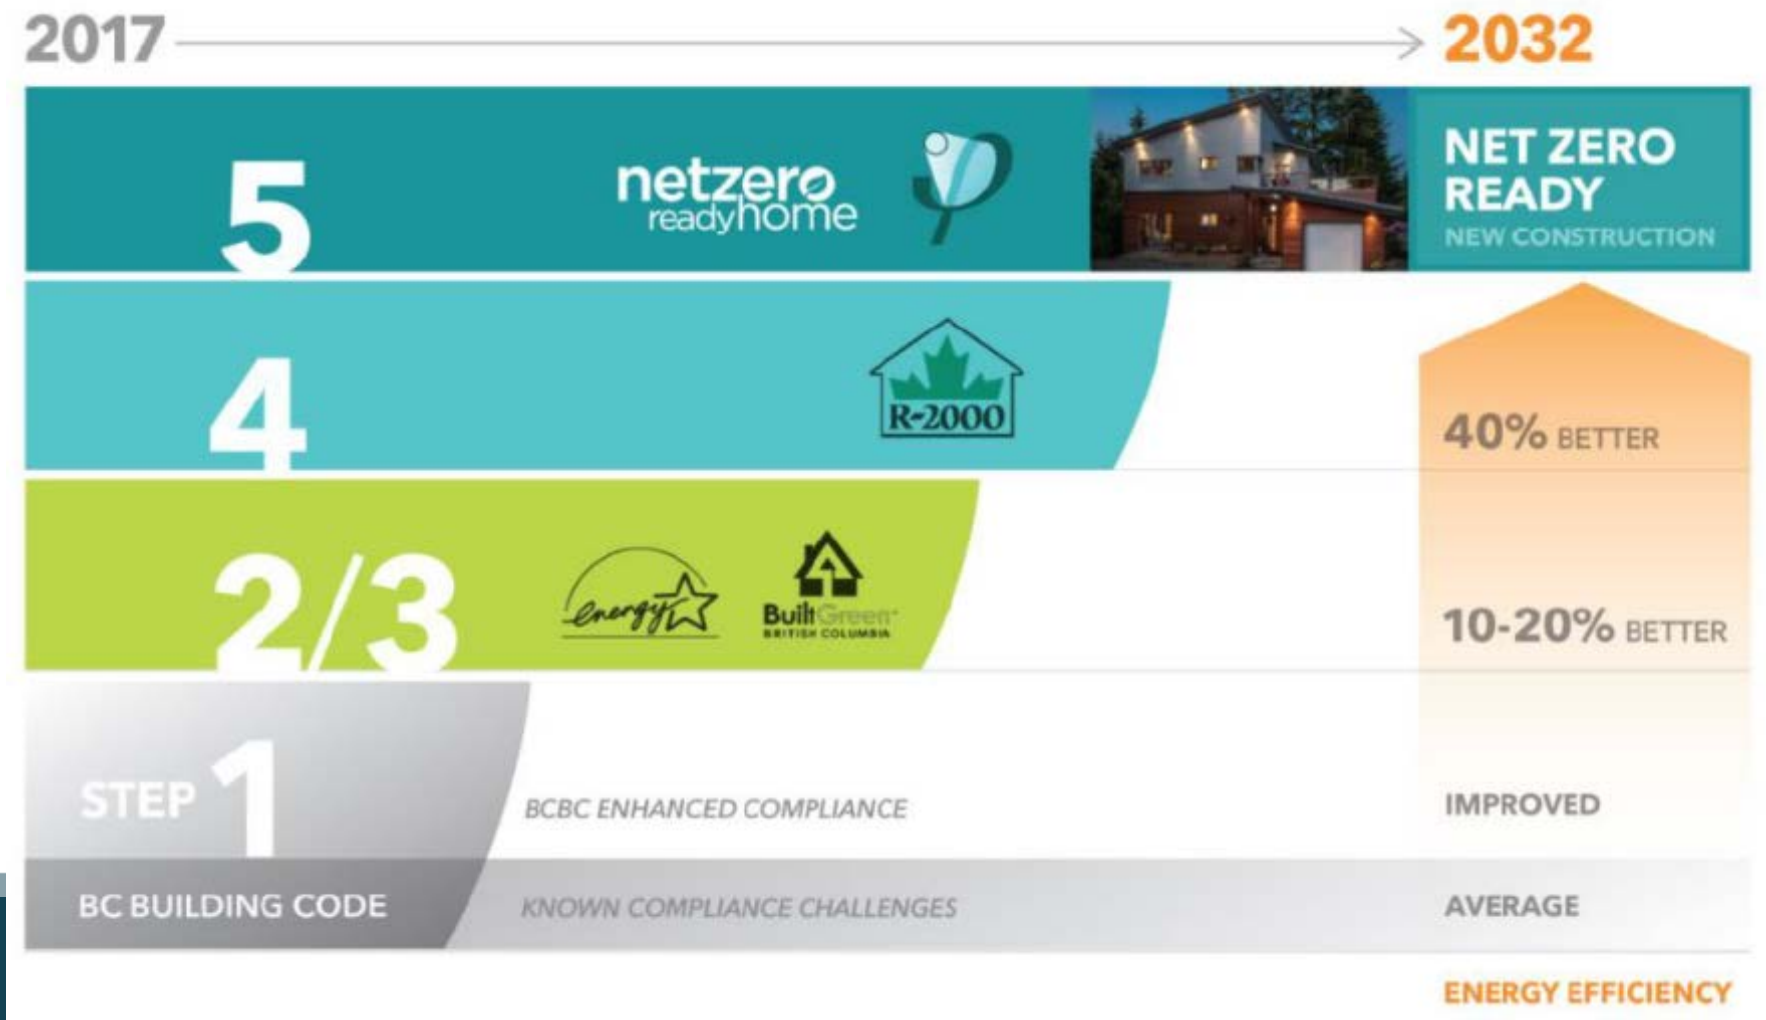 2017
2032
5
netzero
readyhome
NET ZERO
READY
NEW CONSTRUCTION
4
R-2000
40% BETTER
2/3
energy
BuiltGreen
BRITISH COLUMBIA
10-20% BETTER
STEP 1
BCBC ENHANCED COMPLIANCE
IMPROVED
BC BUILDING CODE
KNOWN COMPLIANCE CHALLENGES
AVERAGE
ENERGY EFFICIENCY